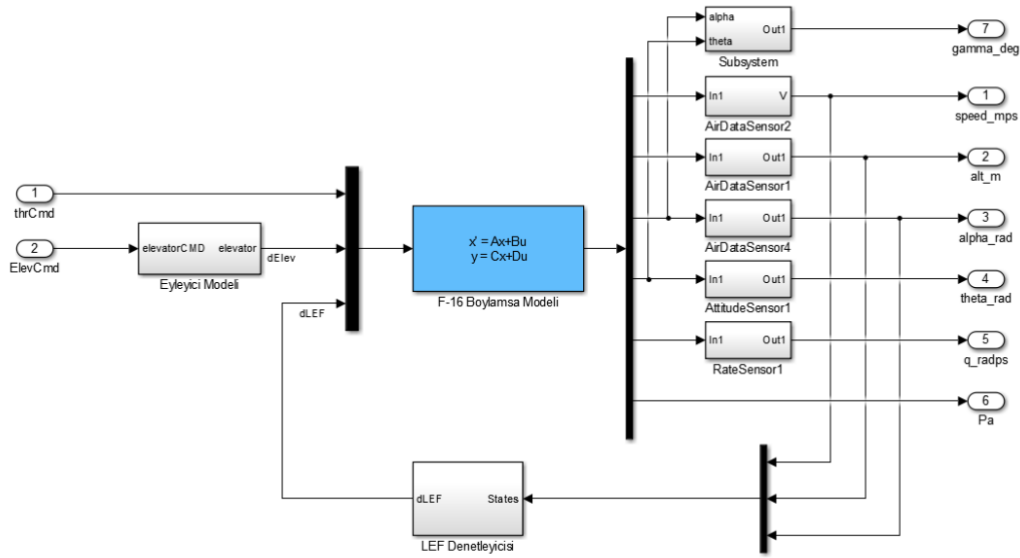 alpha
theta
Out1
Subsystem
7
gamma_deg
In1
V
AirDataSensor2
1
speed_mps
In1
Out1
AirDataSensor1
2
alt_m
1
thrCmd
2
ElevCmd
elevatorCMD
elevator
Eyleyici Modeli
dElev
dLEF
x' = Ax+Bu
y = Cx+Du
F-16 Boylamsa Modeli
In1
Out1
AirDataSensor4
3
alpha_rad
In1
Out1
AttitudeSensor1
4
theta_rad
In1
Out1
RateSensor1
5
q_radps
6
Pa
dLEF
States
LEF Denetleyicisi